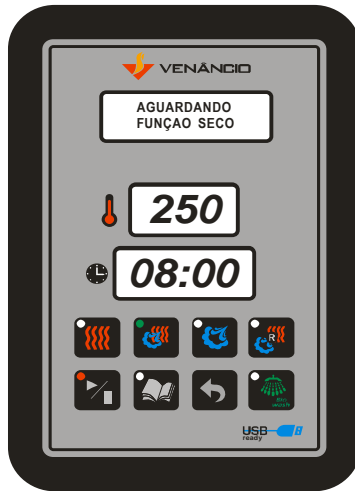 VENÂNCIO
AGUARDANDO
FUNÇAO SECO
250
08:00
R
USB
ready